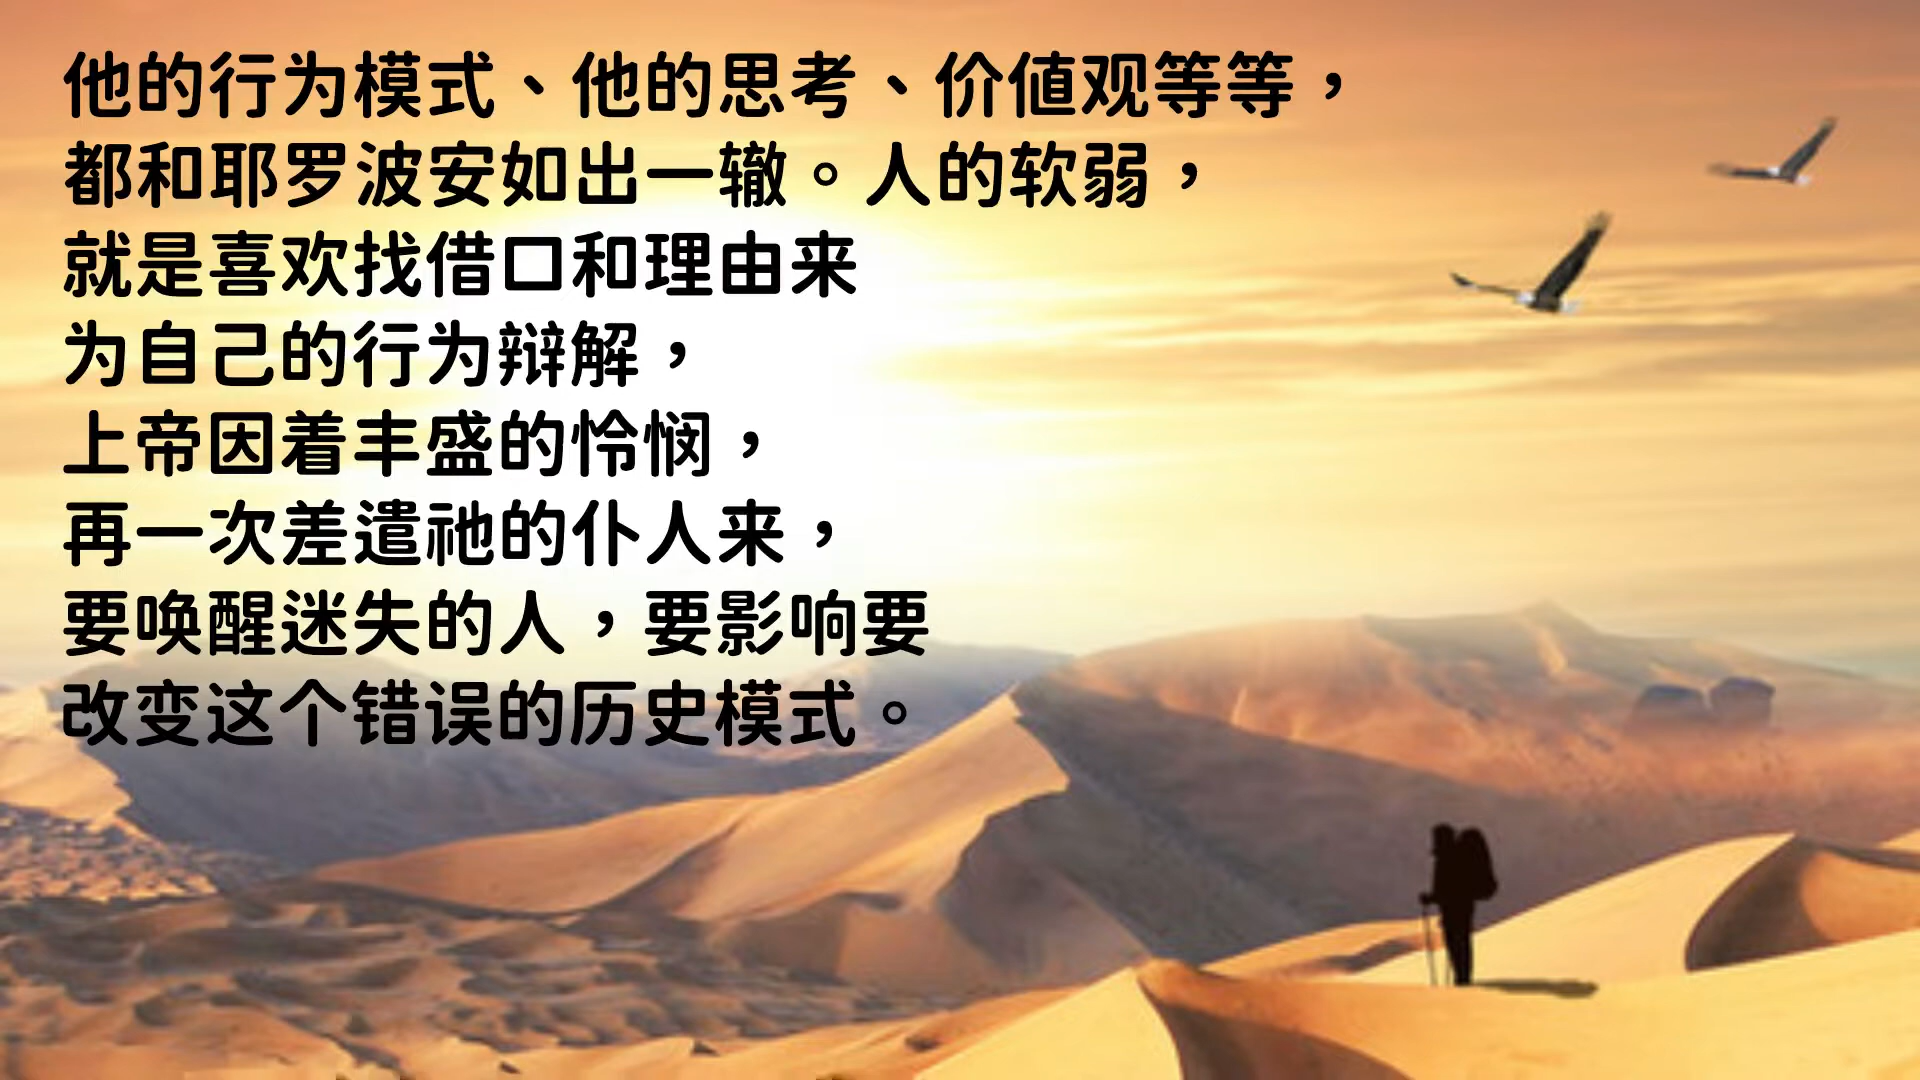 他的行为模式、他的思考、价值观等等，
都和耶罗波安如出一辙。人的软弱，
就是喜欢找借口和理由来
为自己的行为辩解，
上帝因着丰盛的怜悯，
再一次差遣祂的仆人来，
要唤醒迷失的人，要影响要
改变这个错误的历史模式。